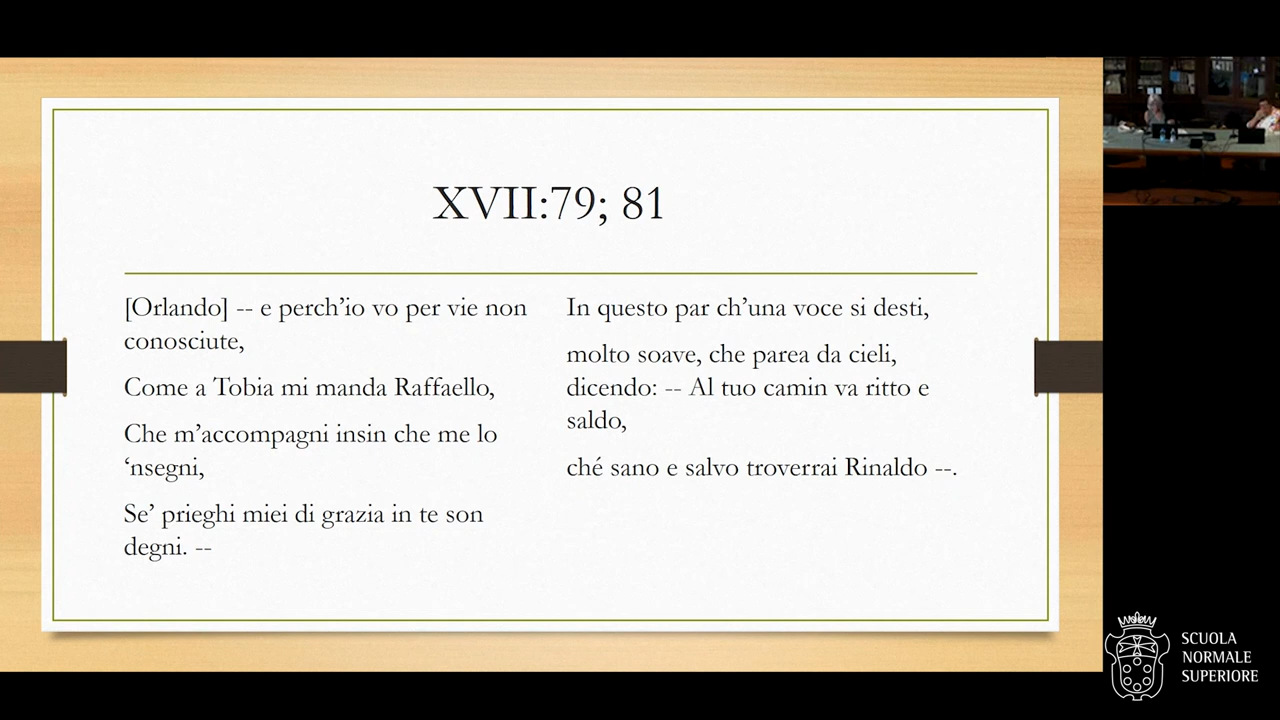 XVII:79; 81
[Orlando] -- e perch’io vo per vie non
conosciute,
Come a Tobia mi manda Raffaello,
Che m’accompagni insin che me lo
‘nsegni,
Se’ prieghi miei di grazia in te son
degni. --
In questo par ch’una voce si desti,
molto soave, che parea da cieli,
dicendo: -- Al tuo camin va ritto e
saldo,
ché sano e salvo troverrai Rinaldo --.
SCUOLA
NORMALE
SUPERIORE